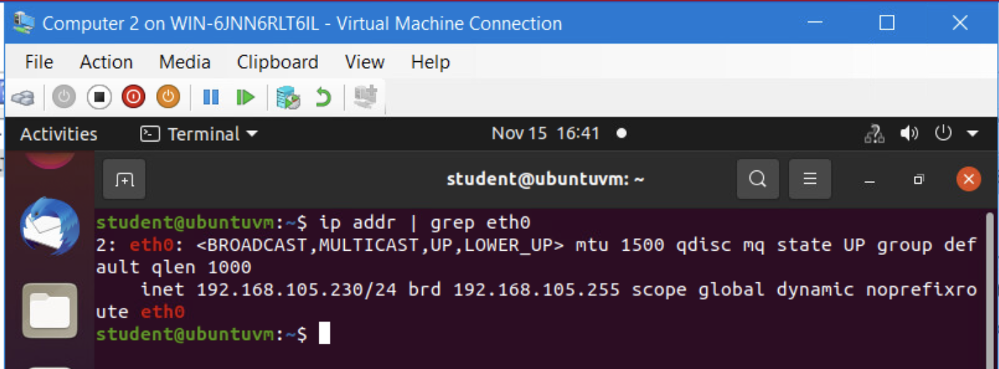 Computer 2 on WIN-6JNN6RLT6IL - Virtual Machine Connection
File Action Media Clipboard View Help
Activities Terminal Nov 15 16:41
student@ubuntuvm: ~
student@ubuntuvm:~$ ip addr | grep eth0
2: eth0: <BROADCAST,MULTICAST,UP,LOWER_UP> mtu 1500 qdisc mq state UP group def
ault qlen 1000
    inet 192.168.105.230/24 brd 192.168.105.255 scope global dynamic noprefixro
ute eth0
student@ubuntuvm:~$